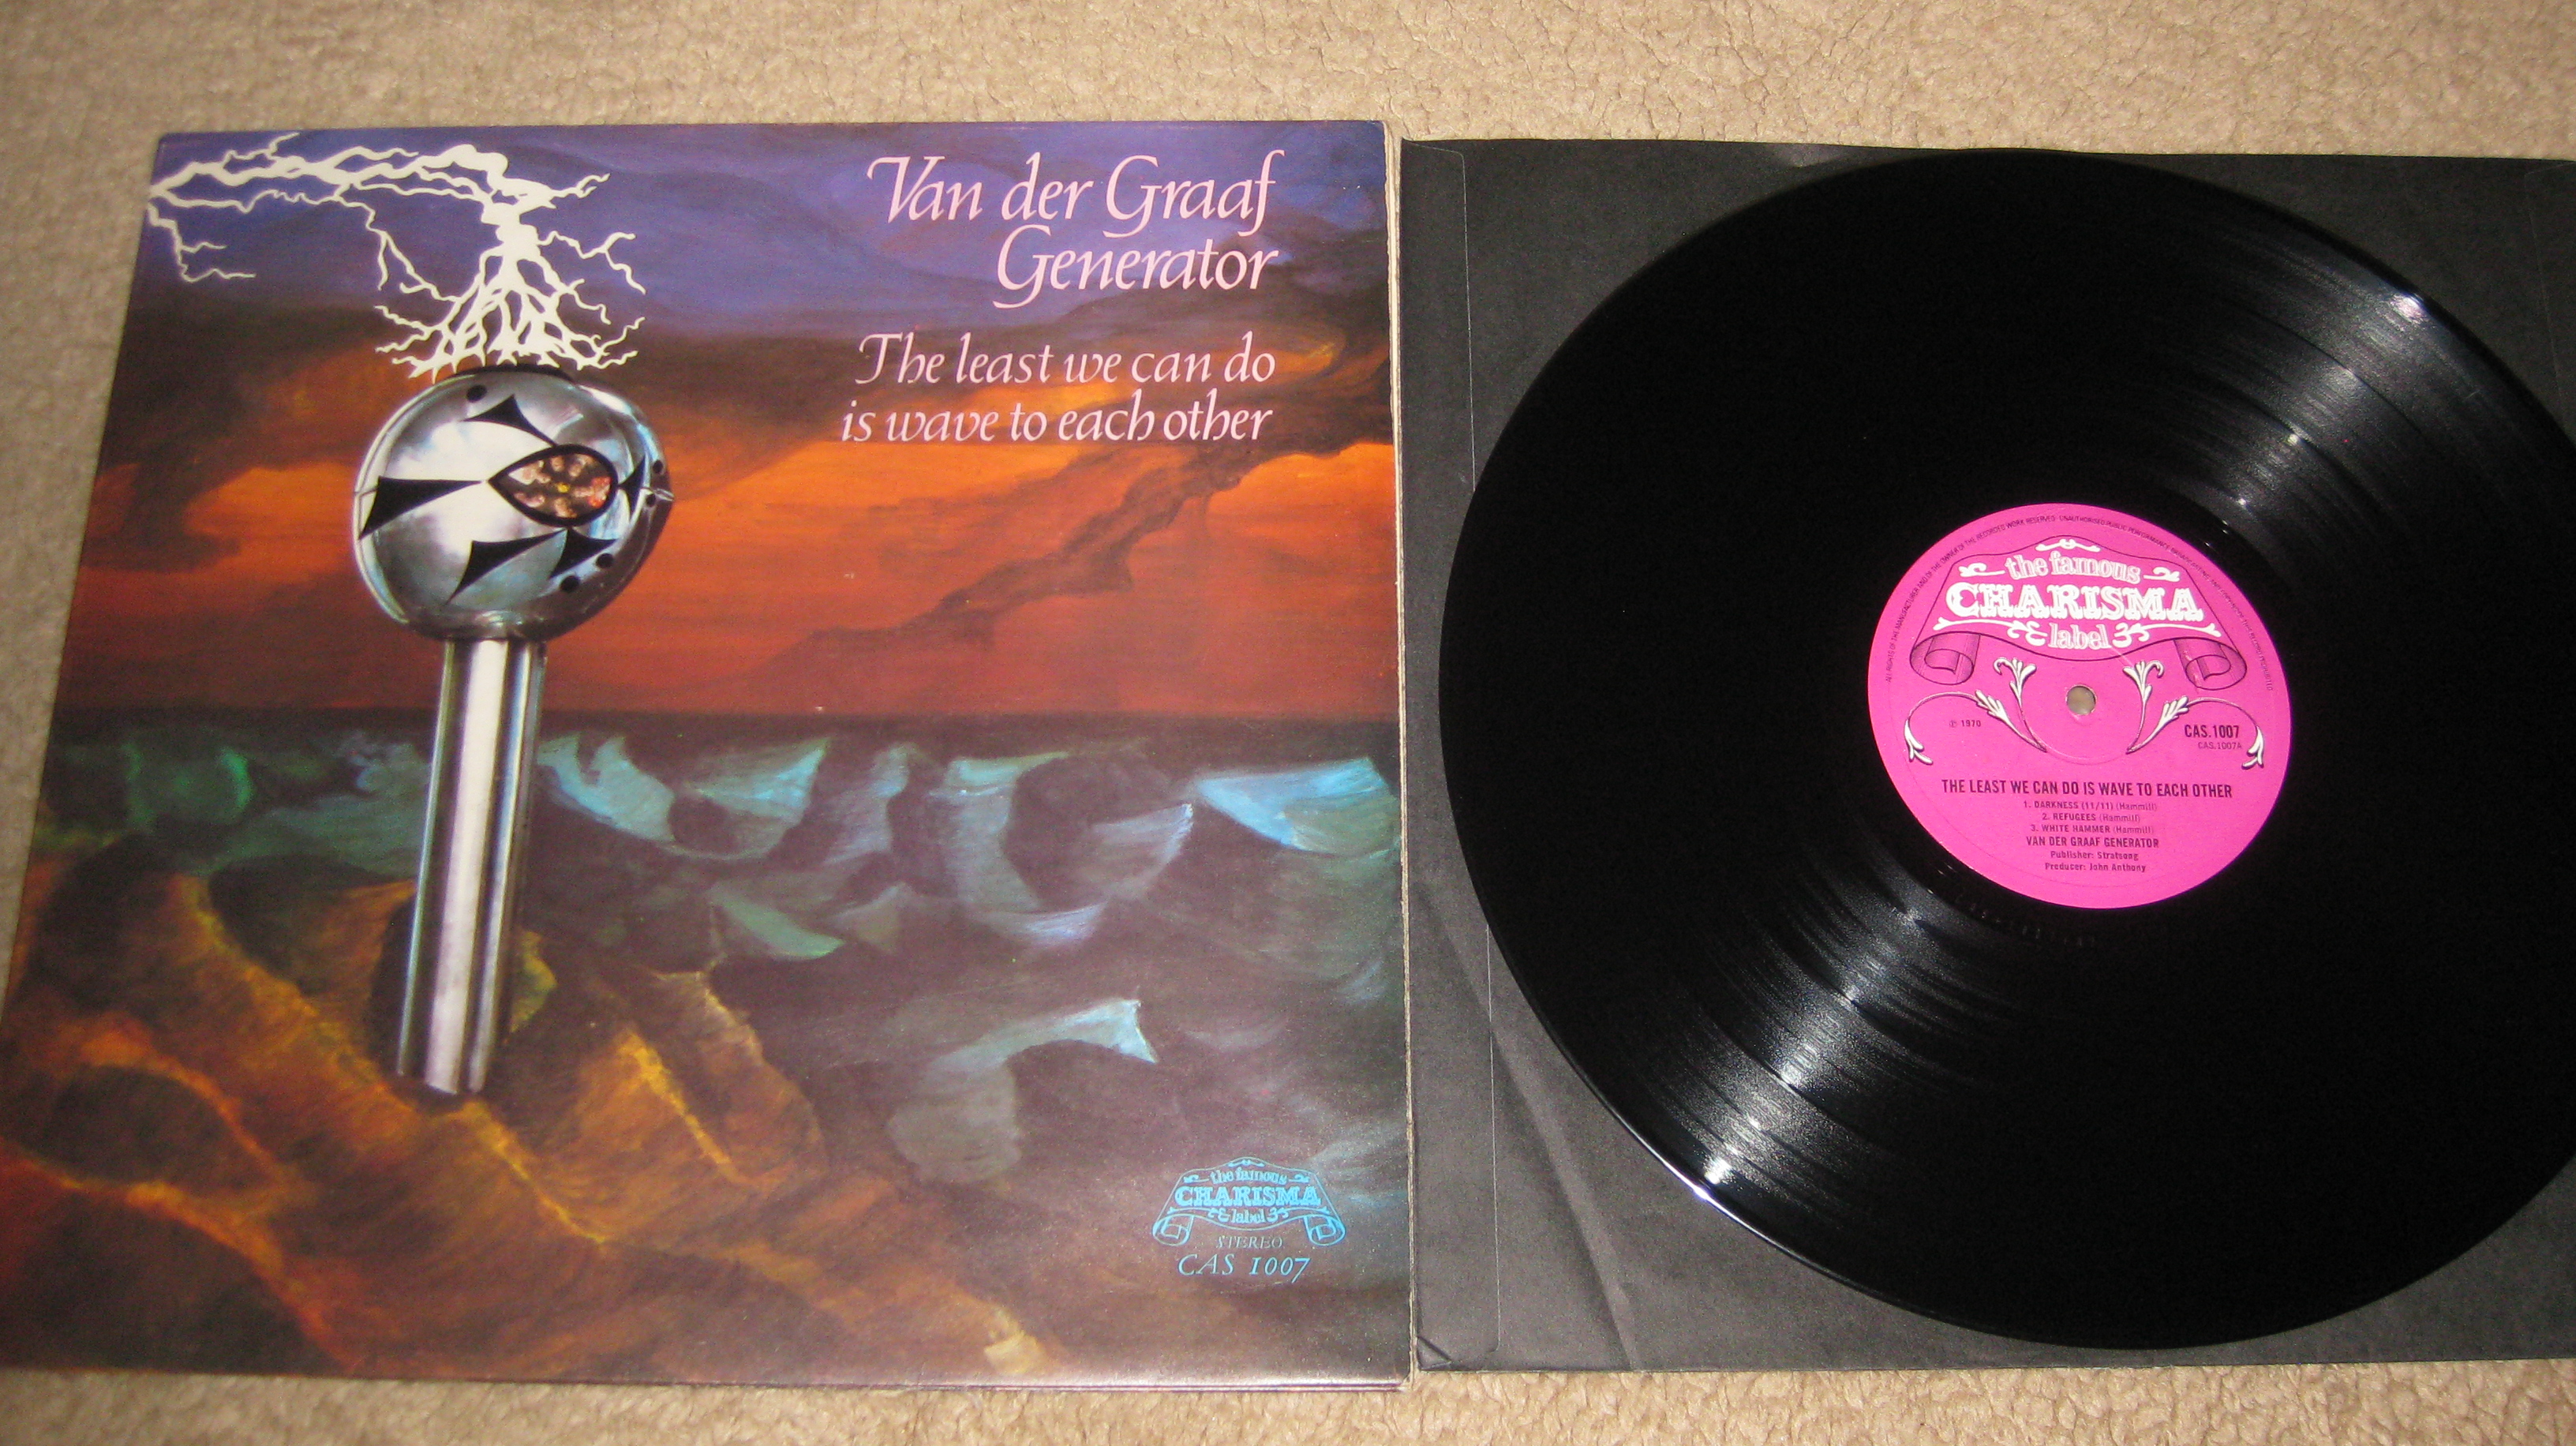 Van der Graaf
Generator
The least we can do
is wave to each other
the famous
CHARISMA
label
STEREO
CAS 1007
the famous
CHARISMA
label
℗ 1970
CAS.1007
CAS.1007A
THE LEAST WE CAN DO IS WAVE TO EACH OTHER
1. DARKNESS (11/11) (Hammill)
2. REFUGEES (Hammill)
3. WHITE HAMMER (Hammill)
VAN DER GRAAF GENERATOR
Publisher: Stratsong
Producer: John Anthony